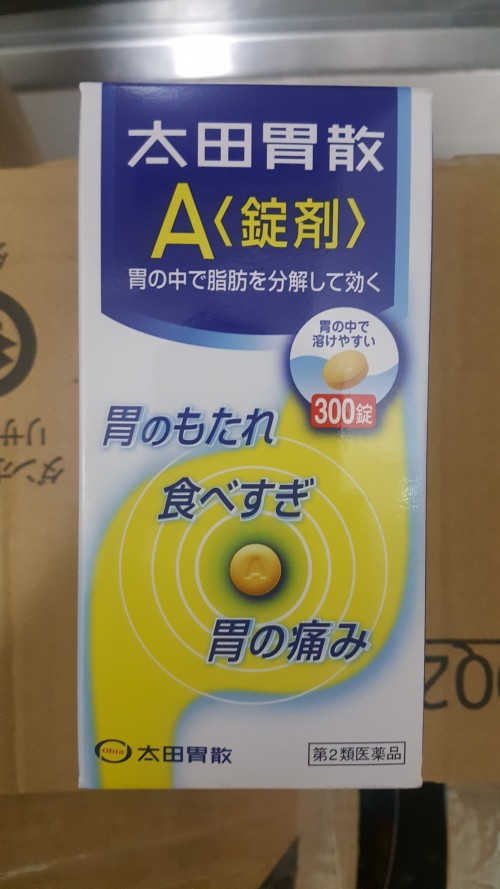 太田胃散
A〈錠剤〉
胃の中で脂肪を分解して効く
胃の中で
溶けやすい
300錠
胃のもたれ
食べすぎ
A
胃の痛み
Ohta 太田胃散
第2類医薬品